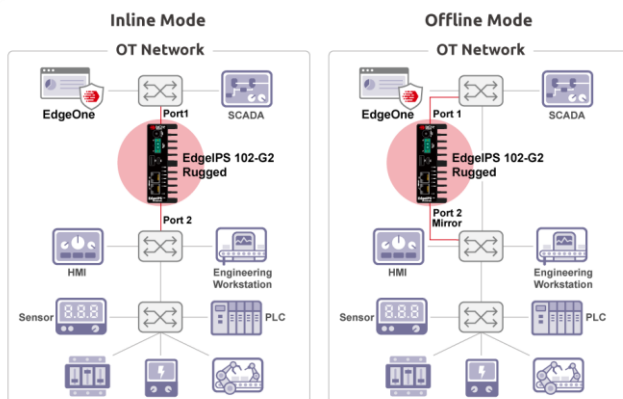 Inline Mode
OT Network
EdgeOne
SCADA
Port1
EdgeIPS 102-G2
Rugged
Port 2
HMI
Engineering
Workstation
Sensor
8.8.8
PLC
Offline Mode
OT Network
EdgeOne
SCADA
Port 1
EdgeIPS 102-G2
Rugged
Port 2
Mirror
HMI
Engineering
Workstation
Sensor
8.8.8
PLC